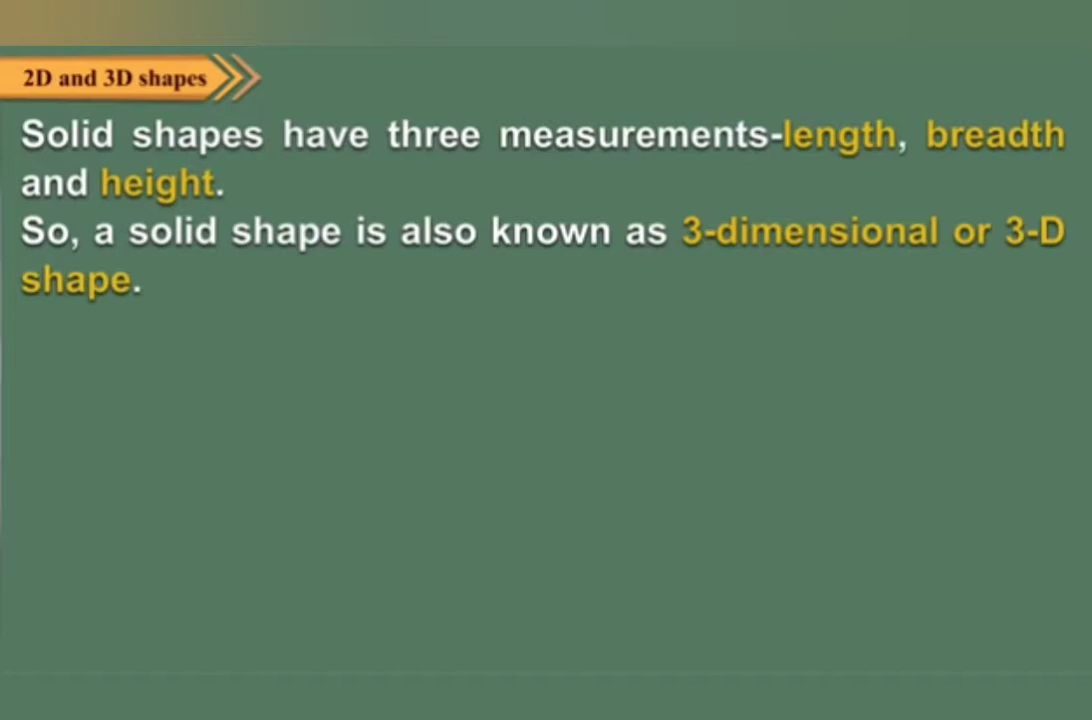 2D and 3D shapes
Solid shapes have three measurements-length, breadth
and height.
So, a solid shape is also known as 3-dimensional or 3-D
shape.